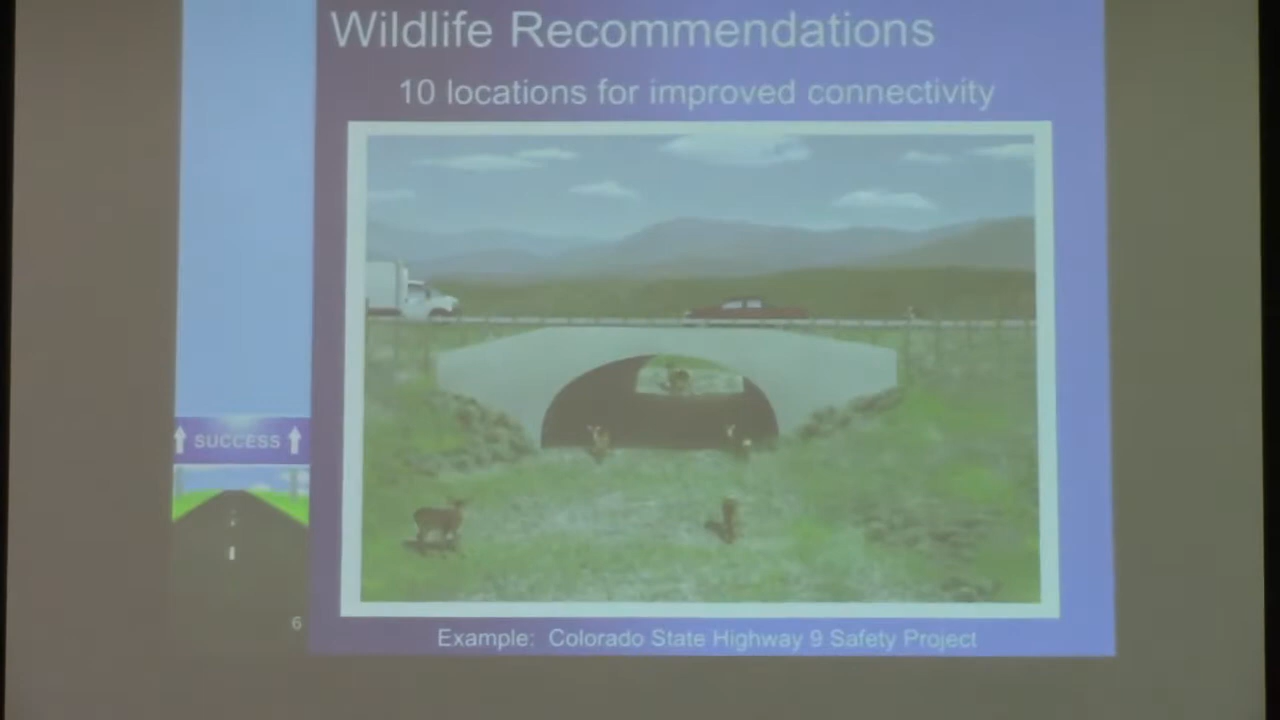 Wildlife Recommendations
10 locations for improved connectivity
SUCCESS
6
Example: Colorado State Highway 9 Safety Project